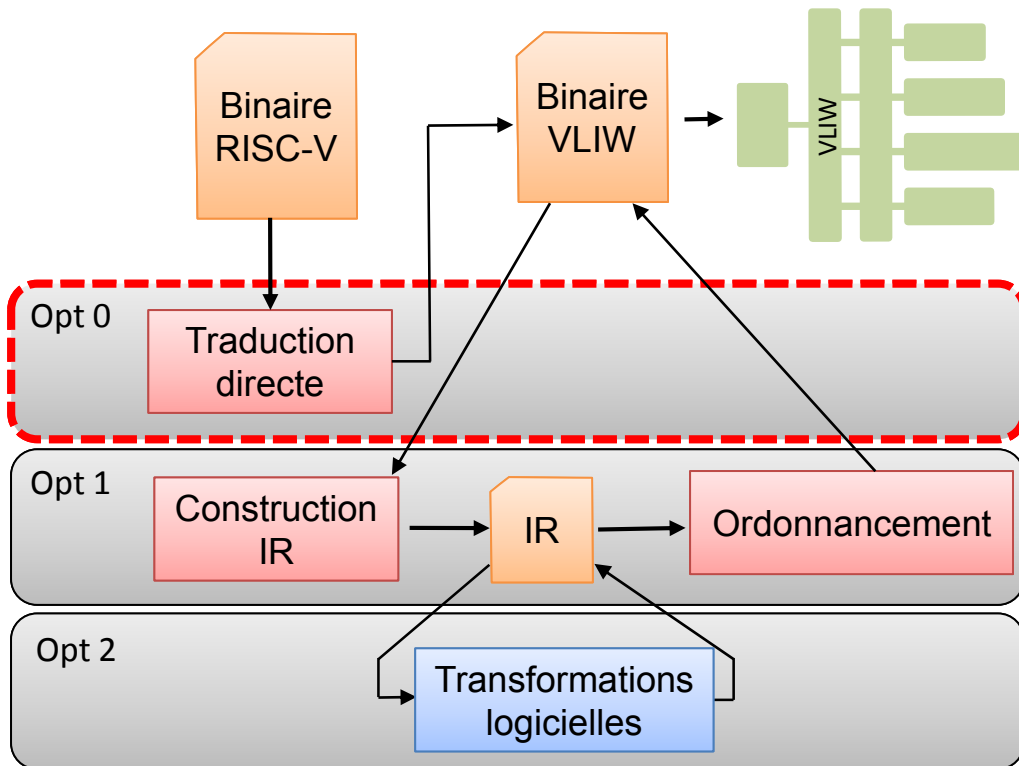 Binaire
RISC-V
Binaire
VLIW
VLIW
Opt 0
Traduction
directe
Opt 1
Construction
IR
IR
Ordonnancement
Opt 2
Transformations
logicielles